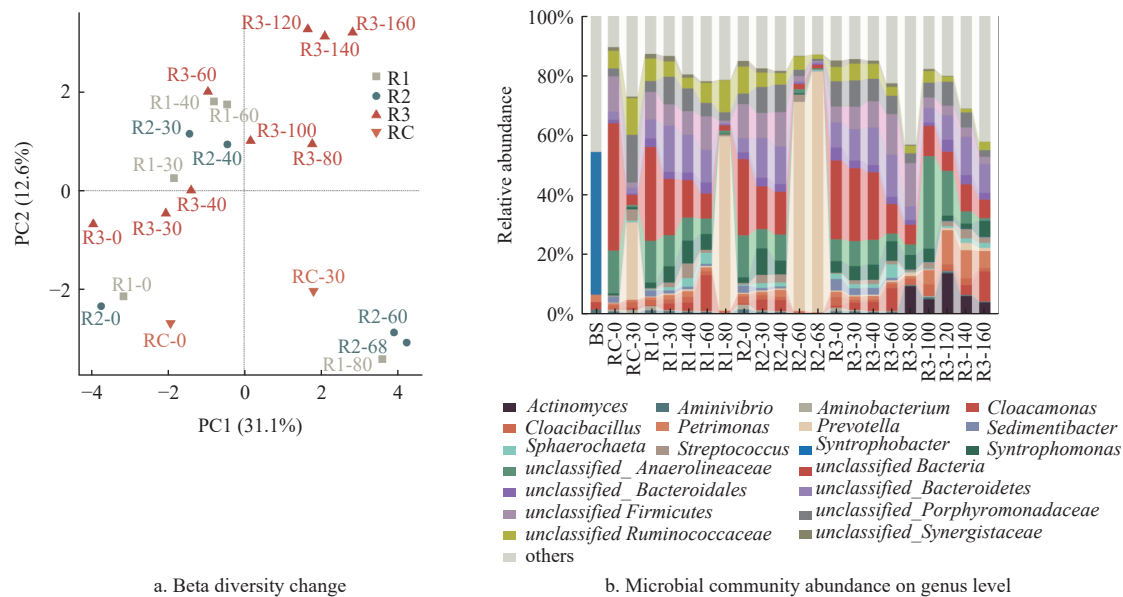 R3-120
R3-160
R3-140
R3-60
R1
R1-40
R2
R1-60
R3
R2-30
RC
R3-100
R2-40
R3-80
R1-30
R3-40
R3-0
R3-30
R1-0
RC-30
R2-0
RC-0
R2-60
R2-68
R1-80
2
0
−2
−4
−2
0
2
4
PC2 (12.6%)
PC1 (31.1%)
a. Beta diversity change
100%
80%
60%
40%
20%
0%
Relative abundance
BS
RC-0
RC-30
R1-0
R1-30
R1-40
R1-60
R1-80
R2-0
R2-30
R2-40
R2-60
R2-68
R3-0
R3-30
R3-40
R3-60
R3-80
R3-100
R3-120
R3-140
R3-160
Actinomyces Aminivibrio Aminobacterium Cloacamonas
Cloacibacillus Petrimonas Prevotella Sedimentibacter
Sphaerochaeta Streptococcus Syntrophobacter Syntrophomonas
unclassified_ Anaerolineaceae unclassified Bacteria
unclassified_ Bacteroidales unclassified_Bacteroidetes
unclassified Firmicutes unclassified_Porphyromonadaceae
unclassified Ruminococcaceae unclassified_Synergistaceae
others
b. Microbial community abundance on genus level